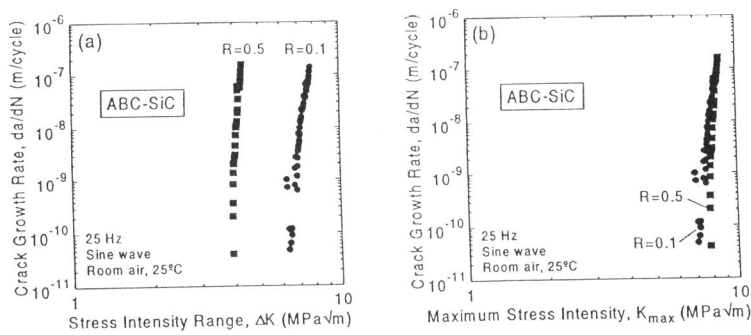 (a)
R=0.5
R=0.1
ABC-SiC
25 Hz
Sine wave
Room air, 25ºC
Crack Growth Rate, da/dN (m/cycle)
10⁻⁶
10⁻⁷
10⁻⁸
10⁻⁹
10⁻¹⁰
10⁻¹¹
1
10
Stress Intensity Range, ΔK (MPa√m)
(b)
ABC-SiC
R=0.5
R=0.1
25 Hz
Sine wave
Room air, 25ºC
Crack Growth Rate, da/dN (m/cycle)
10⁻⁶
10⁻⁷
10⁻⁸
10⁻⁹
10⁻¹⁰
10⁻¹¹
1
10
Maximum Stress Intensity, Kmax (MPa√m)